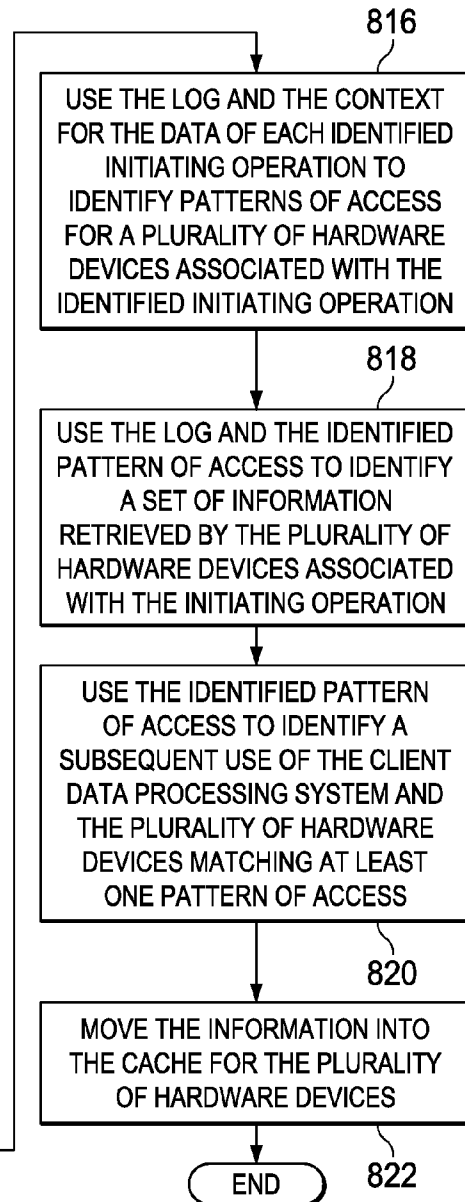 816
USE THE LOG AND THE CONTEXT
FOR THE DATA OF EACH IDENTIFIED
INITIATING OPERATION TO
IDENTIFY PATTERNS OF ACCESS
FOR A PLURALITY OF HARDWARE
DEVICES ASSOCIATED WITH THE
IDENTIFIED INITIATING OPERATION
818
USE THE LOG AND THE IDENTIFIED
PATTERN OF ACCESS TO IDENTIFY
A SET OF INFORMATION
RETRIEVED BY THE PLURALITY OF
HARDWARE DEVICES ASSOCIATED
WITH THE INITIATING OPERATION
USE THE IDENTIFIED PATTERN
OF ACCESS TO IDENTIFY A
SUBSEQUENT USE OF THE CLIENT
DATA PROCESSING SYSTEM AND
THE PLURALITY OF HARDWARE
DEVICES MATCHING AT LEAST
ONE PATTERN OF ACCESS
820
MOVE THE INFORMATION INTO
THE CACHE FOR THE PLURALITY
OF HARDWARE DEVICES
822
END